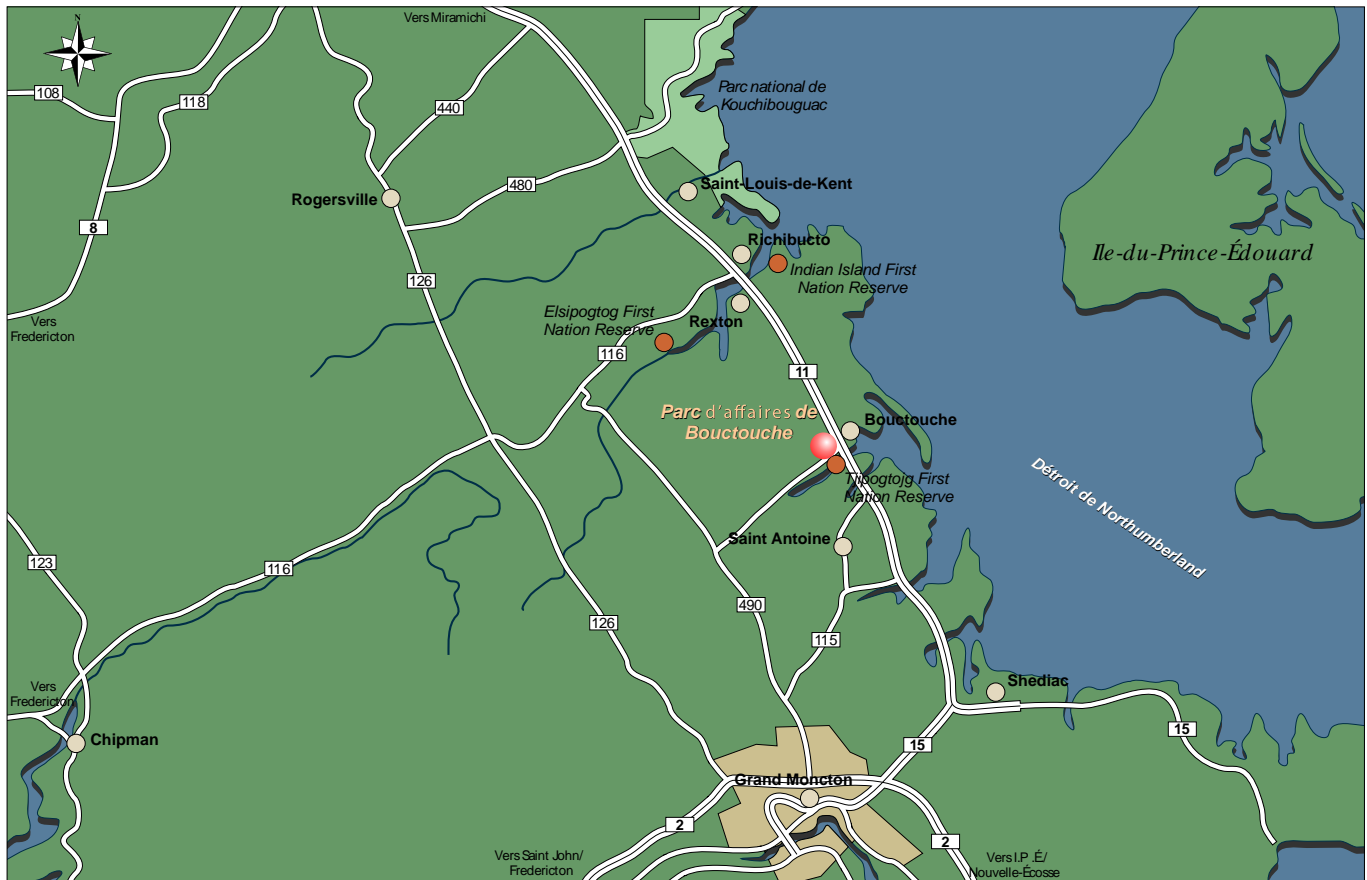 N
Vers Miramichi
108
118
440
Parc national de
Kouchibouguac
480
Saint-Louis-de-Kent
Rogersville
8
Richibucto
Ile-du-Prince-Édouard
Indian Island First
Nation Reserve
126
Elsipogtog First
Nation Reserve
Rexton
Vers
Fredericton
116
11
Parc d'affaires de
Bouctouche
Bouctouche
Détroit de Northumberland
Tjipogtojg First
Nation Reserve
Saint Antoine
123
116
490
126
115
Vers
Fredericton
Shediac
Chipman
15
15
Grand Moncton
2
2
Vers Saint John/
Fredericton
Vers I.P .É/
Nouvelle-Écosse